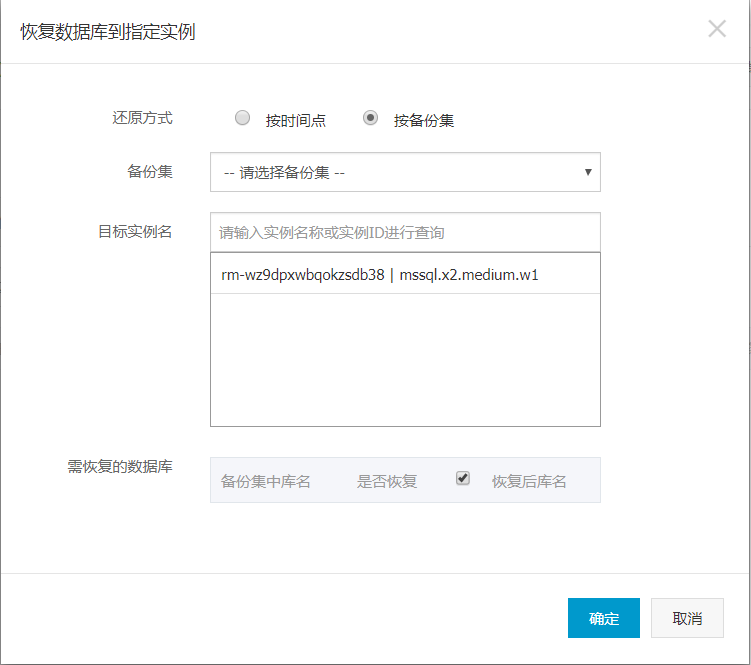 恢复数据库到指定实例
还原方式 按时间点 按备份集
备份集 -- 请选择备份集 --
目标实例名 请输入实例名称或实例ID进行查询
rm-wz9dpxwbqokzsdb38 | mssql.x2.medium.w1
需恢复的数据库 备份集中库名 是否恢复 恢复后库名
确定 取消